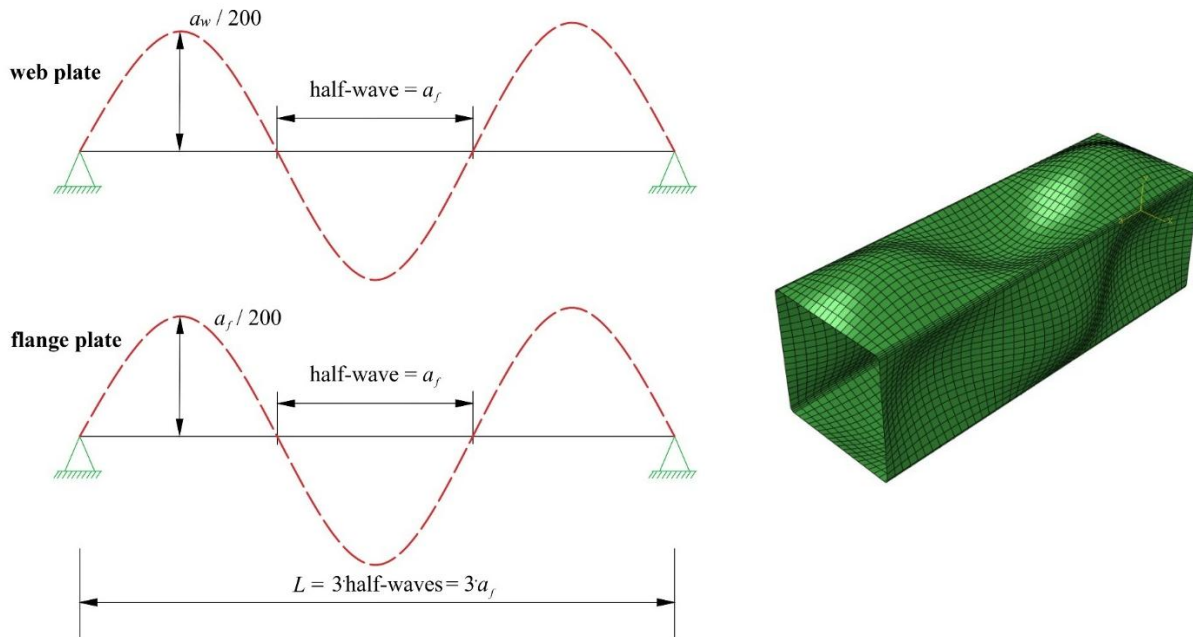 a_w / 200
web plate
half-wave = a_f
a_f / 200
flange plate
half-wave = a_f
L = 3·half-waves = 3·a_f